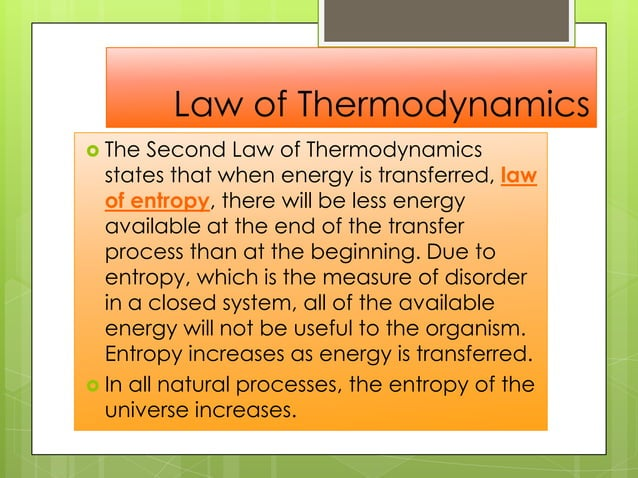 Law of Thermodynamics
The Second Law of Thermodynamics
states that when energy is transferred, law
of entropy, there will be less energy
available at the end of the transfer
process than at the beginning. Due to
entropy, which is the measure of disorder
in a closed system, all of the available
energy will not be useful to the organism.
Entropy increases as energy is transferred.
In all natural processes, the entropy of the
universe increases.